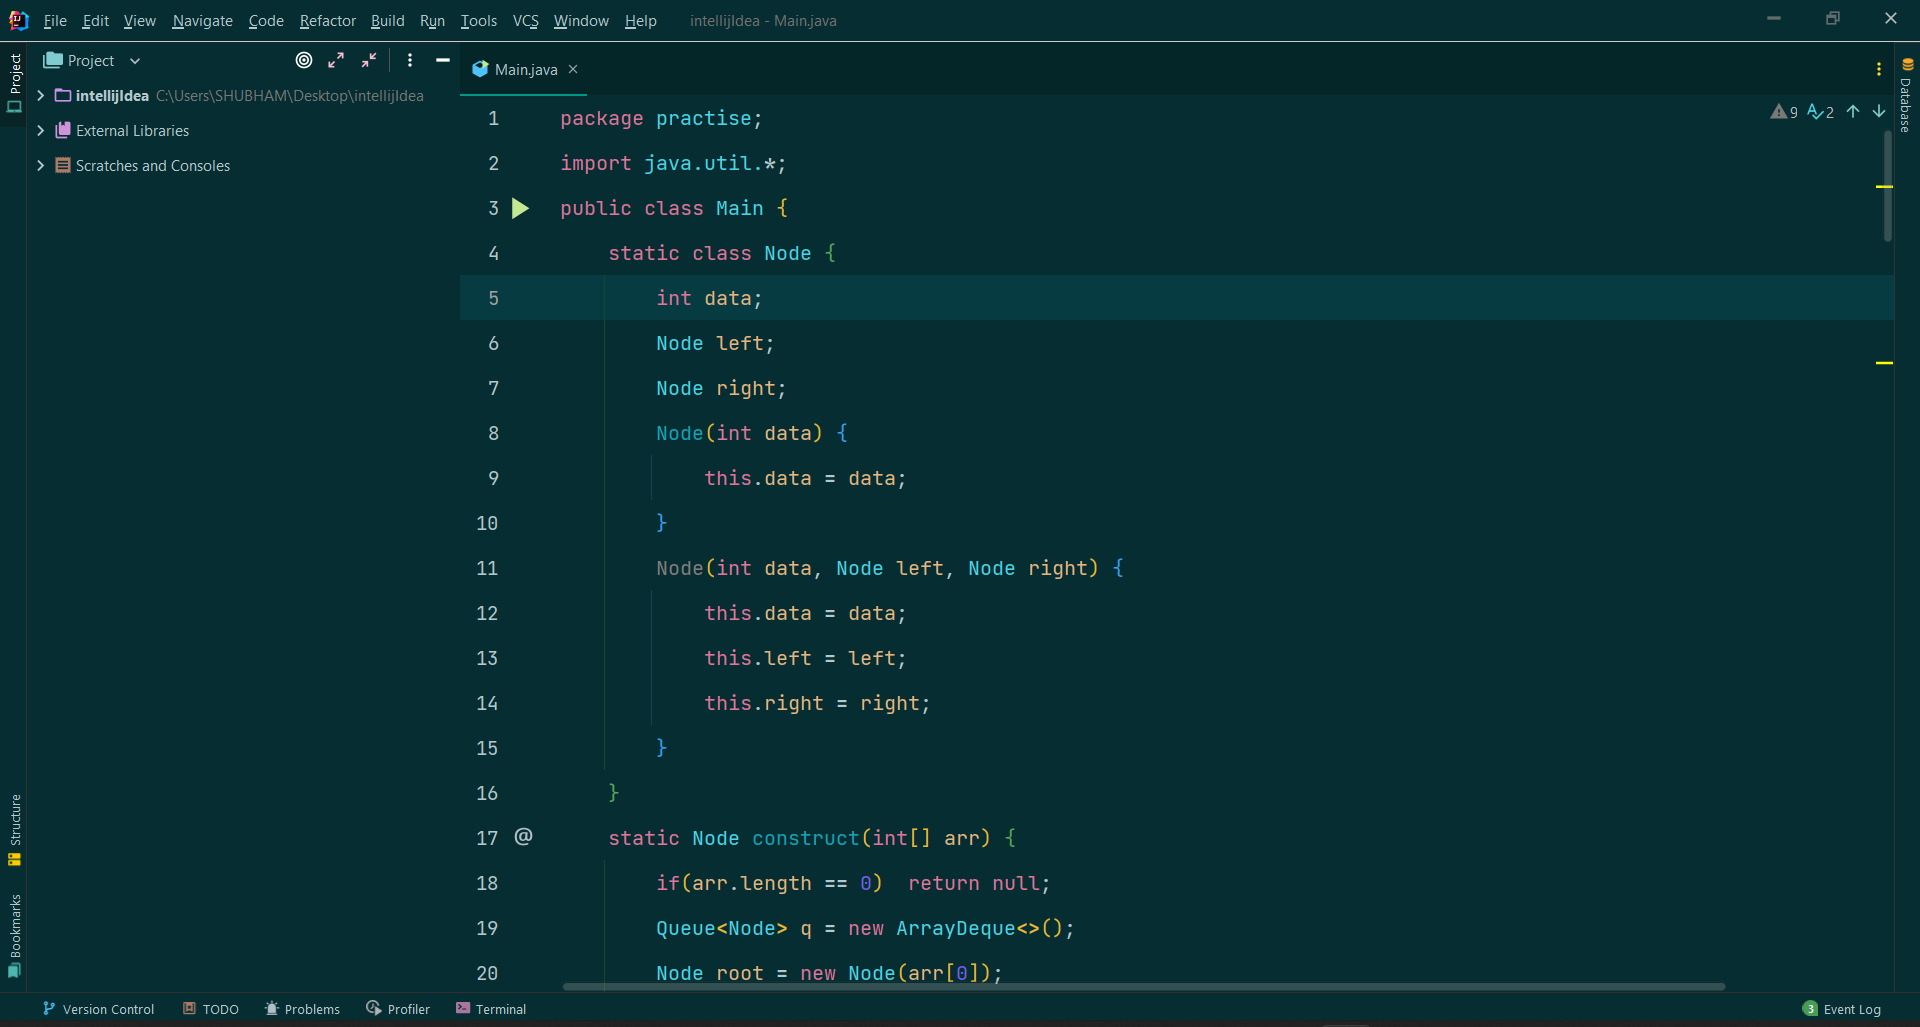 File Edit View Navigate Code Refactor Build Run Tools VCS Window Help intellijIdea - Main.java
Project
Project
intellijIdea C:\Users\SHUBHAM\Desktop\intellijIdea
External Libraries
Scratches and Consoles
Structure
Bookmarks
Main.java
9 2
Database
1 package practise;
2 import java.util.*;
3 public class Main {
4 static class Node {
5 int data;
6 Node left;
7 Node right;
8 Node(int data) {
9 this.data = data;
10 }
11 Node(int data, Node left, Node right) {
12 this.data = data;
13 this.left = left;
14 this.right = right;
15 }
16 }
17 @ static Node construct(int[] arr) {
18 if(arr.length == 0)  return null;
19 Queue<Node> q = new ArrayDeque<>();
20 Node root = new Node(arr[0]);
Version Control TODO Problems Profiler Terminal 3 Event Log